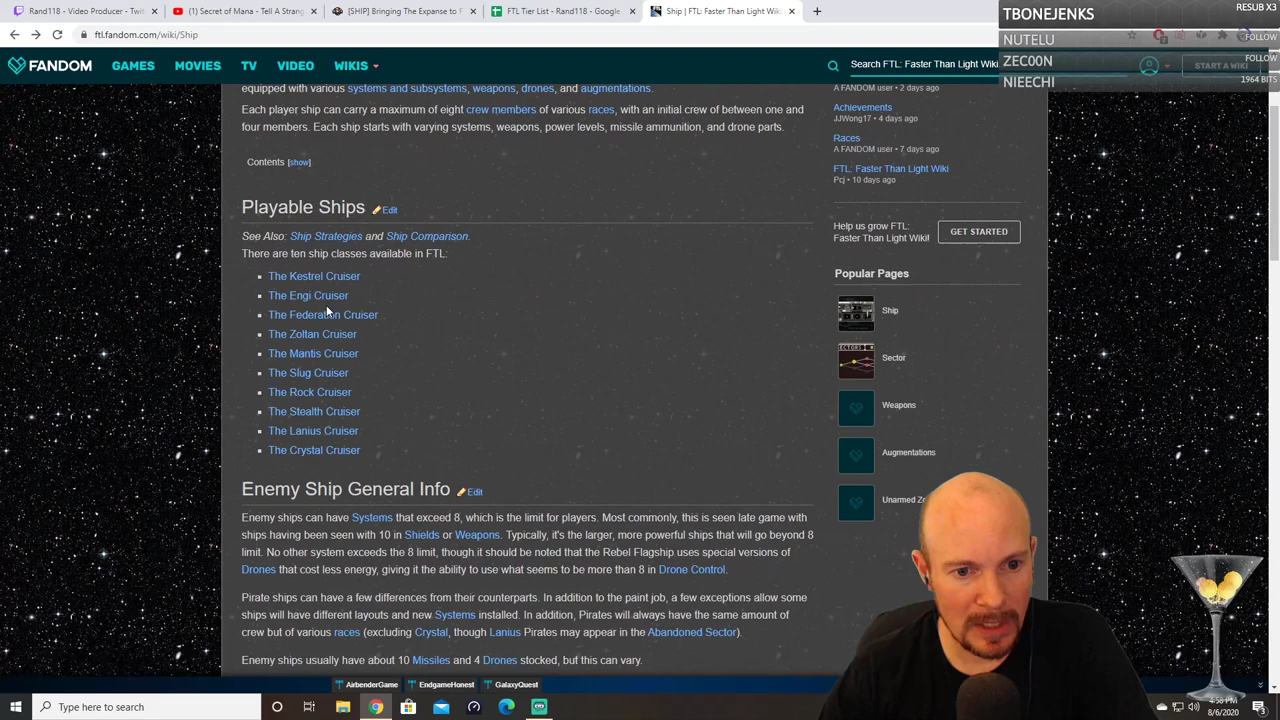 Rand118 - Video Producer - Twitch
[Secret of Mana - Tell A Strang
[SHIP] Bringing The Expanse to F
FTL Tier List - Rand118 - Google
Ship | FTL: Faster Than Light Wiki
ftl.fandom.com/wiki/Ship
TBONEJENKS RESUB X3
NUTELU FOLLOW
ZEC00N FOLLOW
NIEECHI 1964 BITS
FANDOM GAMES MOVIES TV VIDEO WIKIS Search FTL: Faster Than Light Wiki START A WIKI
equipped with various systems and subsystems, weapons, drones, and augmentations.
Each player ship can carry a maximum of eight crew members of various races, with an initial crew of between one and
four members. Each ship starts with varying systems, weapons, power levels, missile ammunition, and drone parts.
Contents [show]
Playable Ships Edit
See Also: Ship Strategies and Ship Comparison.
There are ten ship classes available in FTL:
The Kestrel Cruiser
The Engi Cruiser
The Federation Cruiser
The Zoltan Cruiser
The Mantis Cruiser
The Slug Cruiser
The Rock Cruiser
The Stealth Cruiser
The Lanius Cruiser
The Crystal Cruiser
Enemy Ship General Info Edit
Enemy ships can have Systems that exceed 8, which is the limit for players. Most commonly, this is seen late game with
ships having been seen with 10 in Shields or Weapons. Typically, it's the larger, more powerful ships that will go beyond 8
limit. No other system exceeds the 8 limit, though it should be noted that the Rebel Flagship uses special versions of
Drones that cost less energy, giving it the ability to use what seems to be more than 8 in Drone Control.
Pirate ships can have a few differences from their counterparts. In addition to the paint job, a few exceptions allow some
ships will have different layouts and new Systems installed. In addition, Pirates will always have the same amount of
crew but of various races (excluding Crystal, though Lanius Pirates may appear in the Abandoned Sector).
Enemy ships usually have about 10 Missiles and 4 Drones stocked, but this can vary.
A FANDOM user • 2 days ago
Achievements
JJWong17 • 4 days ago
Races
A FANDOM user • 7 days ago
FTL: Faster Than Light Wiki
Pcj • 10 days ago
Help us grow FTL:
Faster Than Light Wiki!
GET STARTED
Popular Pages
Ship
Sector
Weapons
Augmentations
Unarmed
AirbenderGame EndgameHonest GalaxyQuest
Type here to search
4:58 PM
8/6/2020
3